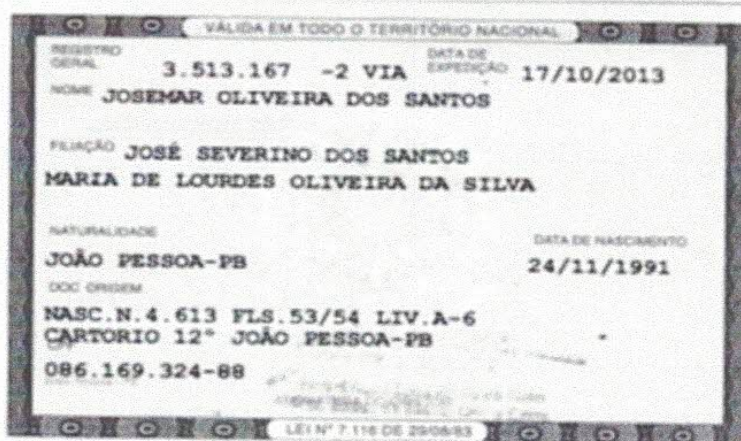 VÁLIDA EM TODO O TERRITÓRIO NACIONAL
REGISTRO GERAL 3.513.167 -2 VIA DATA DE EXPEDIÇÃO 17/10/2013
NOME JOSEMAR OLIVEIRA DOS SANTOS
FILIAÇÃO JOSÉ SEVERINO DOS SANTOS
MARIA DE LOURDES OLIVEIRA DA SILVA
NATURALIDADE DATA DE NASCIMENTO
JOÃO PESSOA-PB 24/11/1991
DOC ORIGEM
NASC.N.4.613 FLS.53/54 LIV.A-6
CARTORIO 12º JOÃO PESSOA-PB
086.169.324-88
LEI Nº 7.116 DE 29/08/83